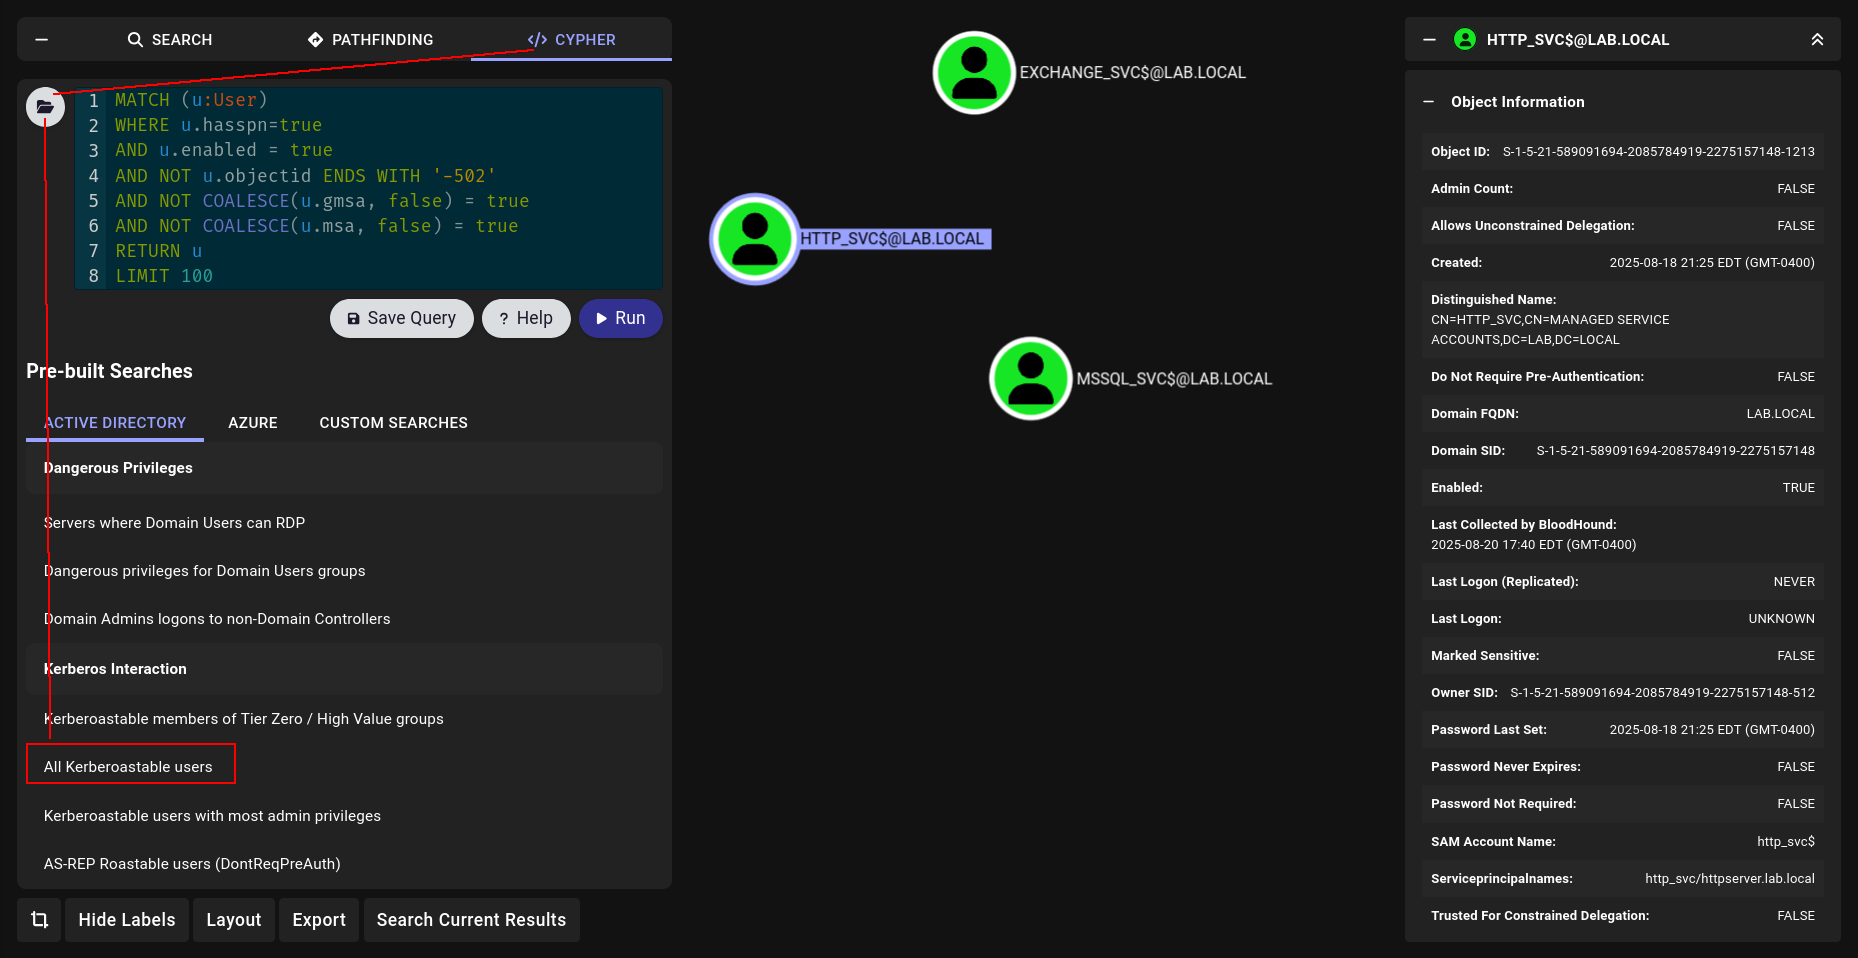 SEARCH
PATHFINDING
</> CYPHER
1 MATCH (u:User)
2 WHERE u.hasspn=true
3 AND u.enabled = true
4 AND NOT u.objectid ENDS WITH '-502'
5 AND NOT COALESCE(u.gmsa, false) = true
6 AND NOT COALESCE(u.msa, false) = true
7 RETURN u
8 LIMIT 100
Save Query
? Help
Run
Pre-built Searches
ACTIVE DIRECTORY
AZURE
CUSTOM SEARCHES
Dangerous Privileges
Servers where Domain Users can RDP
Dangerous privileges for Domain Users groups
Domain Admins logons to non-Domain Controllers
Kerberos Interaction
Kerberoastable members of Tier Zero / High Value groups
All Kerberoastable users
Kerberoastable users with most admin privileges
AS-REP Roastable users (DontReqPreAuth)
Hide Labels
Layout
Export
Search Current Results
EXCHANGE_SVC$@LAB.LOCAL
HTTP_SVC$@LAB.LOCAL
MSSQL_SVC$@LAB.LOCAL
HTTP_SVC$@LAB.LOCAL
Object Information
Object ID: S-1-5-21-589091694-2085784919-2275157148-1213
Admin Count: FALSE
Allows Unconstrained Delegation: FALSE
Created: 2025-08-18 21:25 EDT (GMT-0400)
Distinguished Name:
CN=HTTP_SVC,CN=MANAGED SERVICE
ACCOUNTS,DC=LAB,DC=LOCAL
Do Not Require Pre-Authentication: FALSE
Domain FQDN: LAB.LOCAL
Domain SID: S-1-5-21-589091694-2085784919-2275157148
Enabled: TRUE
Last Collected by BloodHound:
2025-08-20 17:40 EDT (GMT-0400)
Last Logon (Replicated): NEVER
Last Logon: UNKNOWN
Marked Sensitive: FALSE
Owner SID: S-1-5-21-589091694-2085784919-2275157148-512
Password Last Set: 2025-08-18 21:25 EDT (GMT-0400)
Password Never Expires: FALSE
Password Not Required: FALSE
SAM Account Name: http_svc$
Serviceprincipalnames: http_svc/httpserver.lab.local
Trusted For Constrained Delegation: FALSE